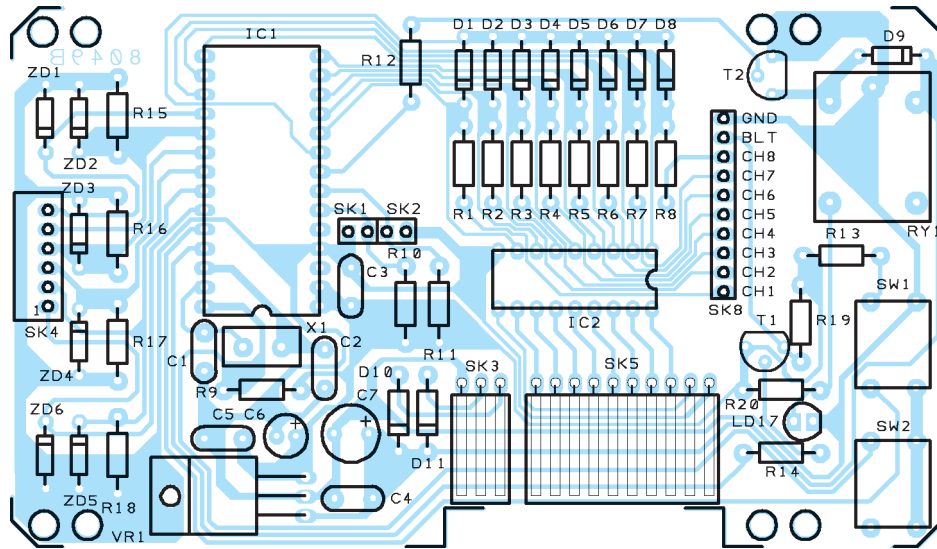 IC1
D1 D2 D3 D4 D5 D6 D7 D8
D9
8049B
R12
T2
ZD1
R15
GND
BLT
ZD2
CH8
CH7
ZD3
CH6
SK1 SK2
R1 R2 R3 R4 R5 R6 R7 R8
CH5
R16
CH4
R13
RY1
R10
CH3
C3
CH2
CH1
SW1
1
SK4
SK8
IC2
T1
R19
X1
R17
C2
C1
R11
SK3
SK5
ZD4
D10
R9
R20
C7
ZD6
C5 C6
+
+
LD17
SW2
D11
R14
ZD5
R18
C4
VR1